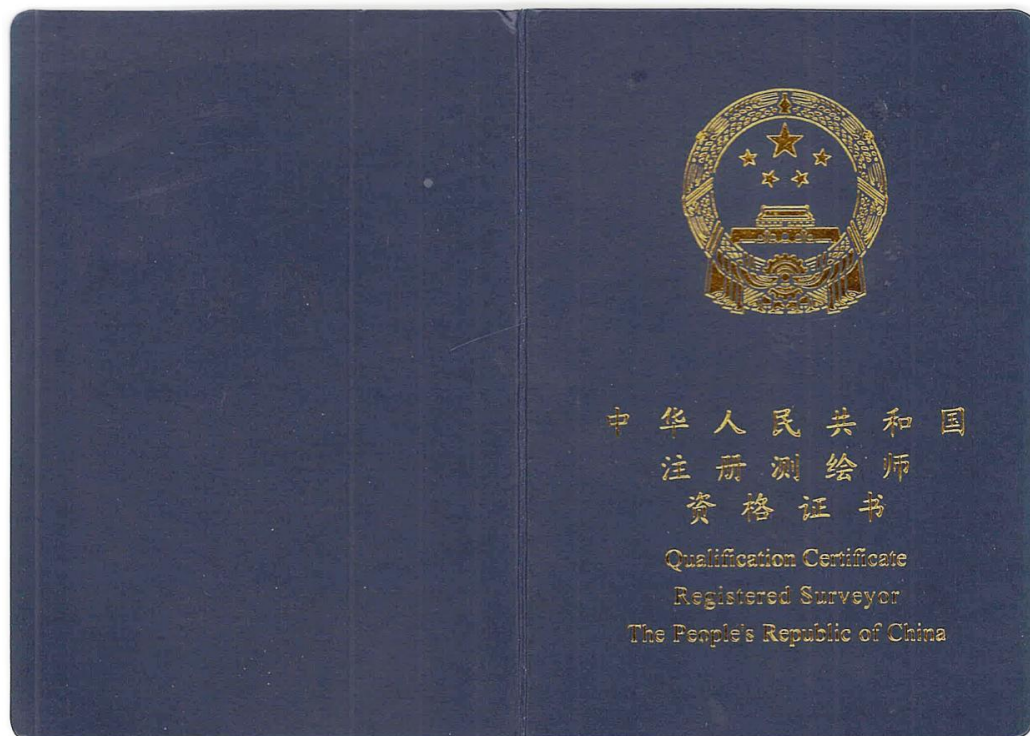 中华人民共和国
注册测绘师
资格证书
Qualification Certificate
Registered Surveyor
The People's Republic of China